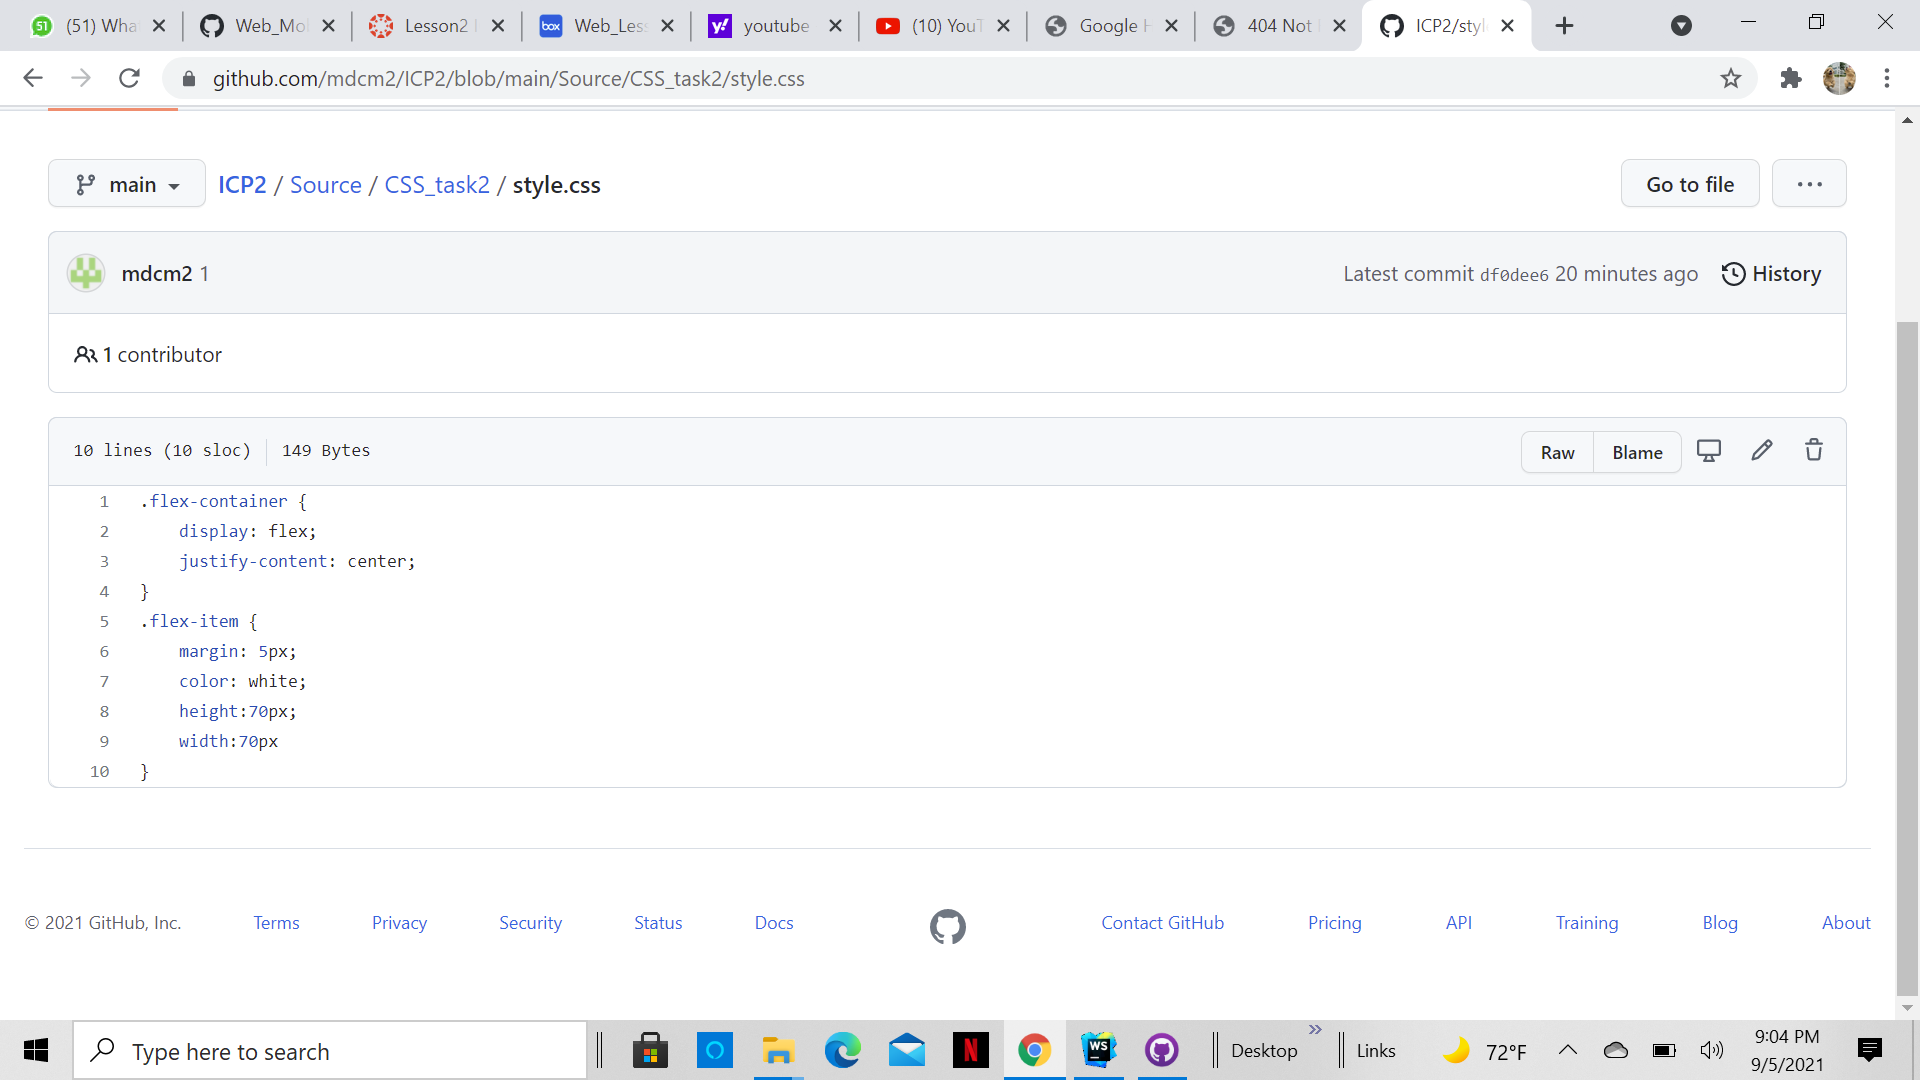 51 (51) Wha
Web_Mo
Lesson2
box Web_Les
y! youtube
(10) YouT
Google H
404 Not
ICP2/style
github.com/mdcm2/ICP2/blob/main/Source/CSS_task2/style.css
main
ICP2 / Source / CSS_task2 / style.css
Go to file
mdcm2 1
Latest commit df0dee6 20 minutes ago
History
1 contributor
10 lines (10 sloc) 149 Bytes
Raw Blame
1 .flex-container {
2 display: flex;
3 justify-content: center;
4 }
5 .flex-item {
6 margin: 5px;
7 color: white;
8 height:70px;
9 width:70px
10 }
© 2021 GitHub, Inc. Terms Privacy Security Status Docs Contact GitHub Pricing API Training Blog About
Type here to search
N
WS
Desktop
Links
72°F
9:04 PM
9/5/2021